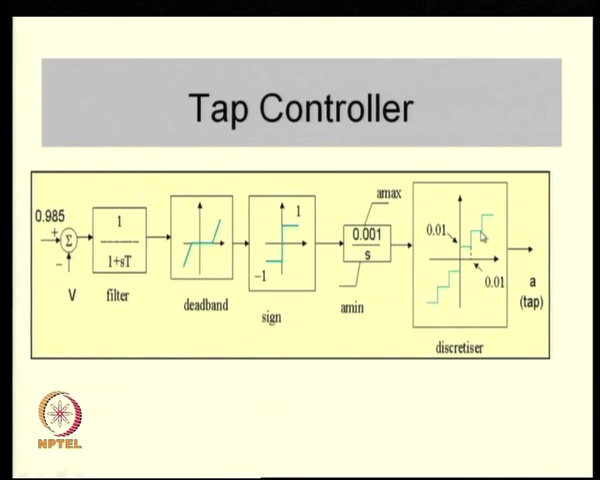 Tap Controller
0.985
+
Σ
−
V
1
1+sT
filter
deadband
1
−1
sign
amax
0.001
s
amin
0.01
0.01
discretiser
a
(tap)
NPTEL